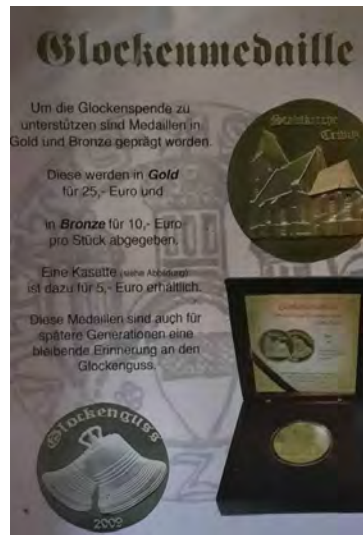 Glockenmedaille
Um die Glockenspende zu
unterstützen sind Medaillen in
Gold und Bronze geprägt worden.
Diese werden in Gold
für 25,- Euro und
in Bronze für 10,- Euro
pro Stück abgegeben.
Eine Kasette (siehe Abbildung)
ist dazu für 5,- Euro erhältlich.
Diese Medaillen sind auch für
spätere Generationen eine
bleibende Erinnerung an den
Glockenguss.
Stadtkirche
Glockenguss
2009